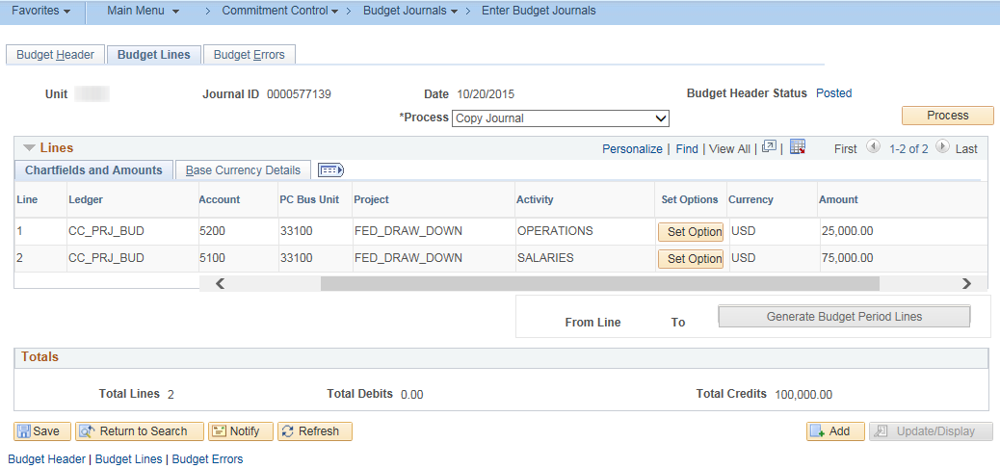 Favorites Main Menu > Commitment Control > Budget Journals > Enter Budget Journals
Budget Header Budget Lines Budget Errors
Unit Journal ID 0000577139 Date 10/20/2015 Budget Header Status Posted
*Process Copy Journal Process
Lines Personalize | Find | View All | | First 1-2 of 2 Last
Chartfields and Amounts Base Currency Details
Line Ledger Account PC Bus Unit Project Activity Set Options Currency Amount
1 CC_PRJ_BUD 5200 33100 FED_DRAW_DOWN OPERATIONS Set Option USD 25,000.00
2 CC_PRJ_BUD 5100 33100 FED_DRAW_DOWN SALARIES Set Option USD 75,000.00
From Line To Generate Budget Period Lines
Totals
Total Lines 2 Total Debits 0.00 Total Credits 100,000.00
Save Return to Search Notify Refresh Add Update/Display
Budget Header | Budget Lines | Budget Errors